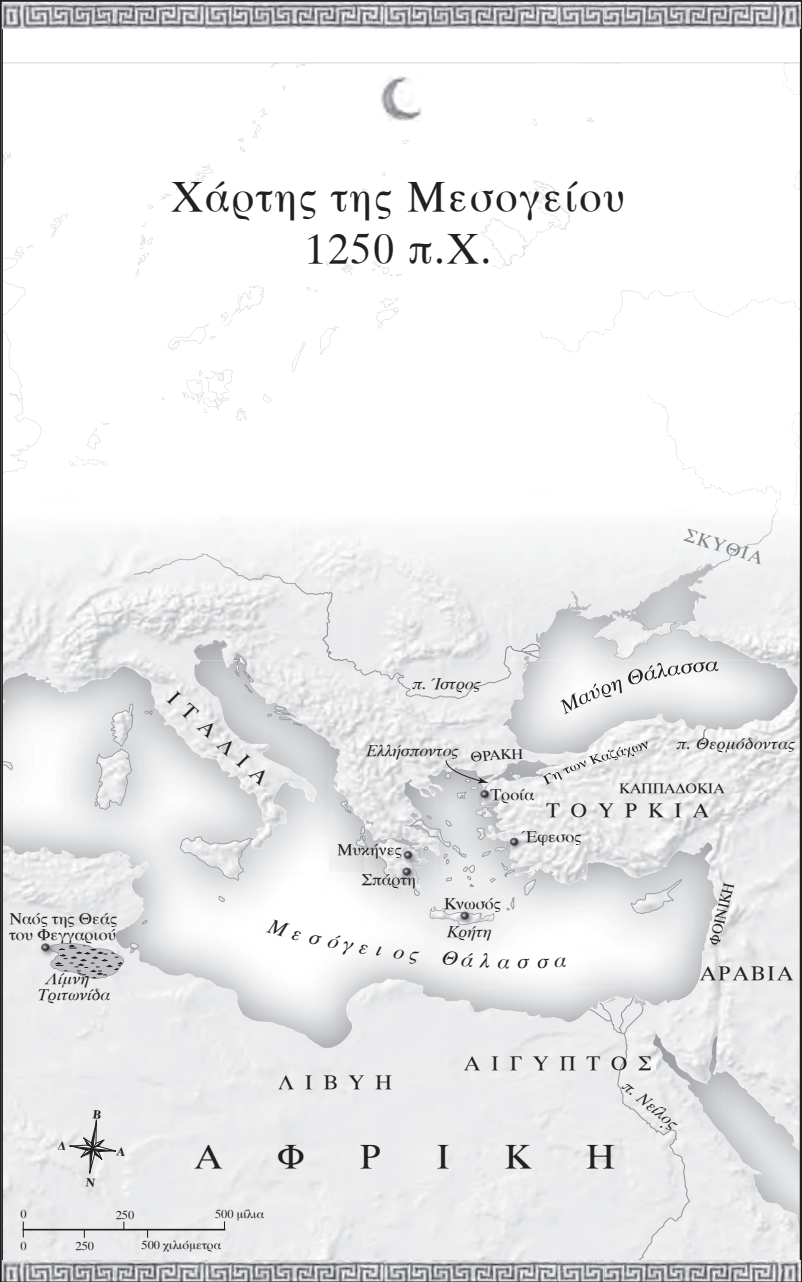 Χάρτης της Μεσογείου
1250 π.Χ.
ΣΚΥΘΙΑ
Μαύρη Θάλασσα
π. Ίστρος
ΙΤΑΛΙΑ
Ελλήσποντος
ΘΡΑΚΗ
Γη των Καζάχων
π. Θερμόδοντας
ΚΑΠΠΑΔΟΚΙΑ
Τροία
ΤΟΥΡΚΙΑ
Έφεσος
Μυκήνες
Σπάρτη
Κνωσός
Κρήτη
ΦΟΙΝΙΚΗ
Ναός της Θεάς
του Φεγγαριού
Μεσόγειος Θάλασσα
Λίμνη
Τριτωνίδα
ΑΡΑΒΙΑ
ΛΙΒΥΗ
ΑΙΓΥΠΤΟΣ
π. Νείλος
ΑΦΡΙΚΗ
Β
Δ Α
Ν
0 250 500 μίλια
0 250 500 χιλιόμετρα